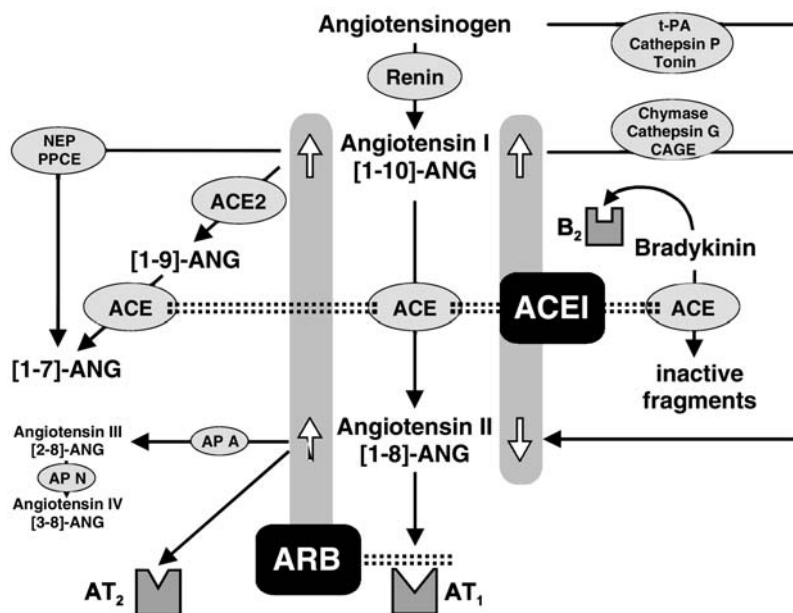 Angiotensinogen
t-PA
Cathepsin P
Tonin
Renin
Chymase
Cathepsin G
CAGE
NEP
PPCE
Angiotensin I
[1-10]-ANG
ACE2
B2
Bradykinin
[1-9]-ANG
ACE
ACE
ACEI
ACE
[1-7]-ANG
inactive
fragments
Angiotensin III
[2-8]-ANG
AP A
Angiotensin II
[1-8]-ANG
AP N
Angiotensin IV
[3-8]-ANG
ARB
AT2
AT1